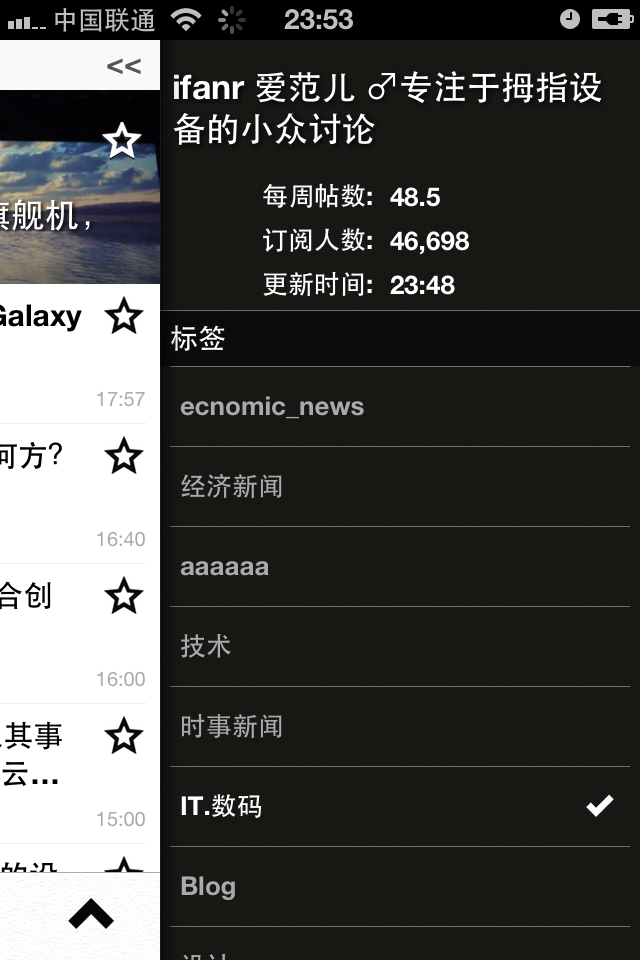 中国联通
23:53
<<
旗舰机，
Galaxy
17:57
何方？
16:40
合创
16:00
其事
云...
15:00
的设
ifanr 爱范儿 ♂专注于拇指设
备的小众讨论
每周帖数: 48.5
订阅人数: 46,698
更新时间: 23:48
标签
ecnomic_news
经济新闻
aaaaaa
技术
时事新闻
IT.数码
Blog
设计